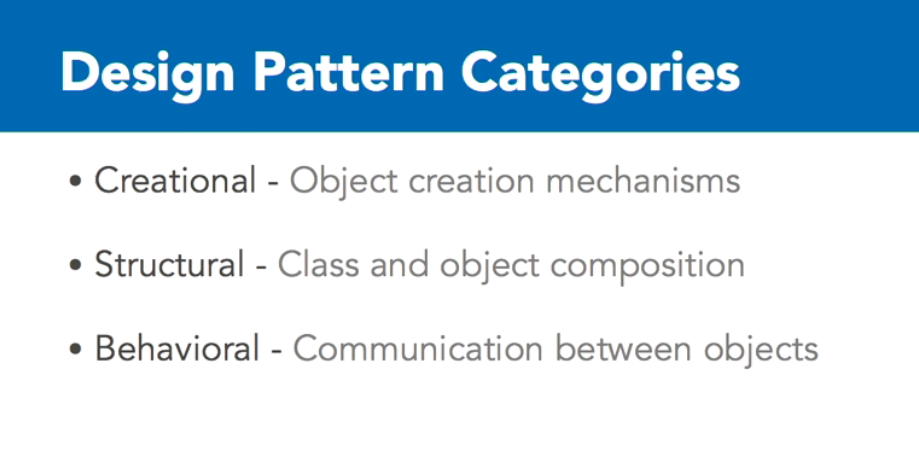 Design Pattern Categories
• Creational - Object creation mechanisms
• Structural - Class and object composition
• Behavioral - Communication between objects